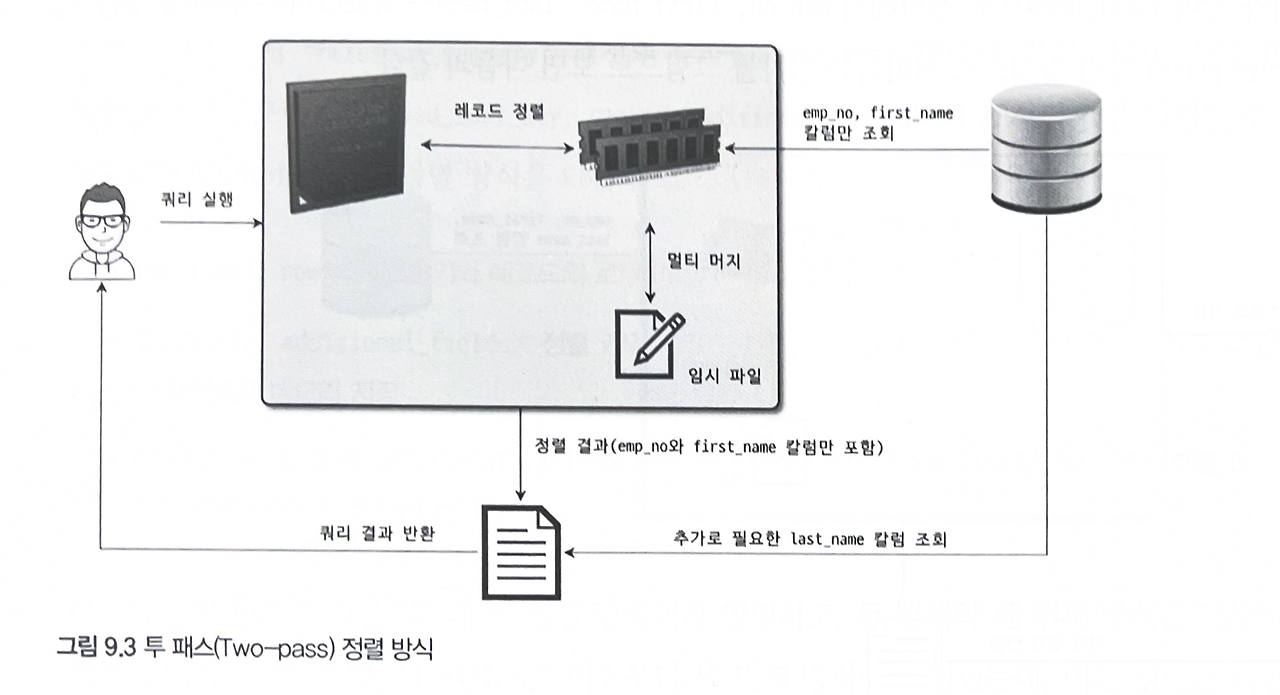 레코드 정렬
emp_no, first_name
칼럼만 조회
쿼리 실행
멀티 머지
임시 파일
정렬 결과(emp_no와 first_name 칼럼만 포함)
쿼리 결과 반환
추가로 필요한 last_name 칼럼 조회
그림 9.3 투 패스(Two-pass) 정렬 방식